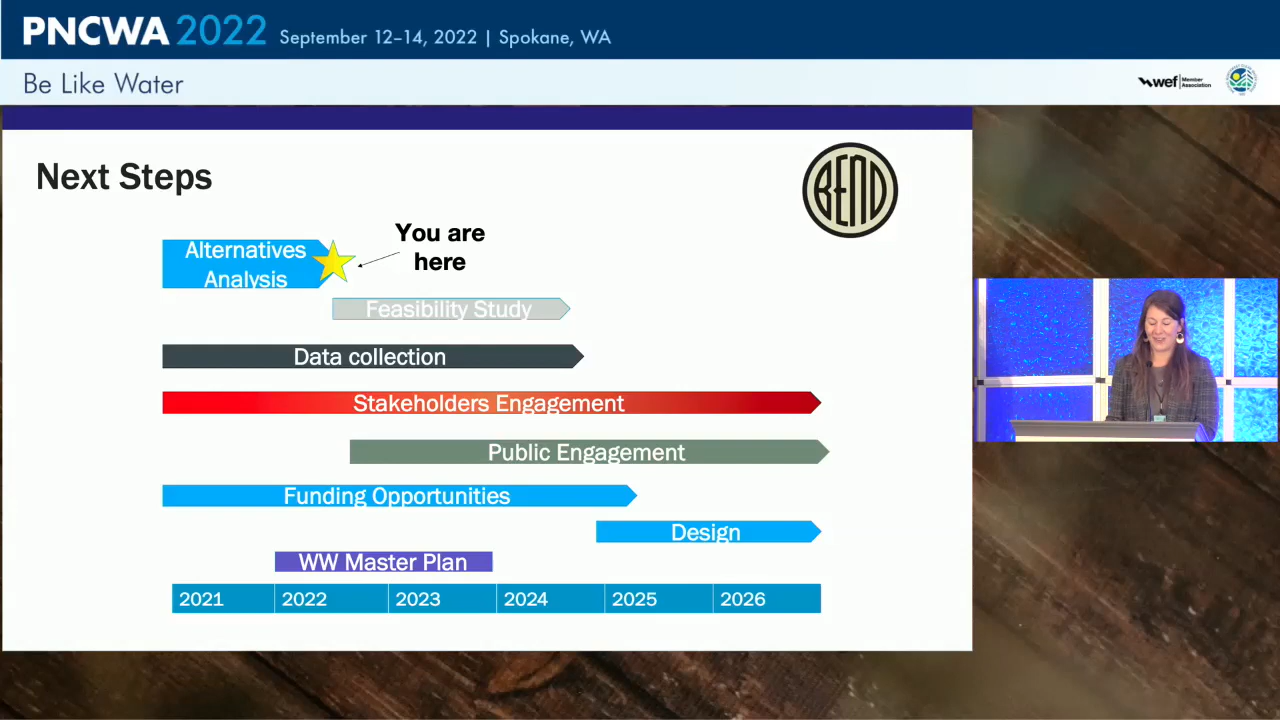 PNCWA 2022 September 12–14, 2022 | Spokane, WA
Be Like Water
wef Member Association
Next Steps
BEND
You are
here
Alternatives
Analysis
Feasibility Study
Data collection
Stakeholders Engagement
Public Engagement
Funding Opportunities
Design
WW Master Plan
2021 2022 2023 2024 2025 2026